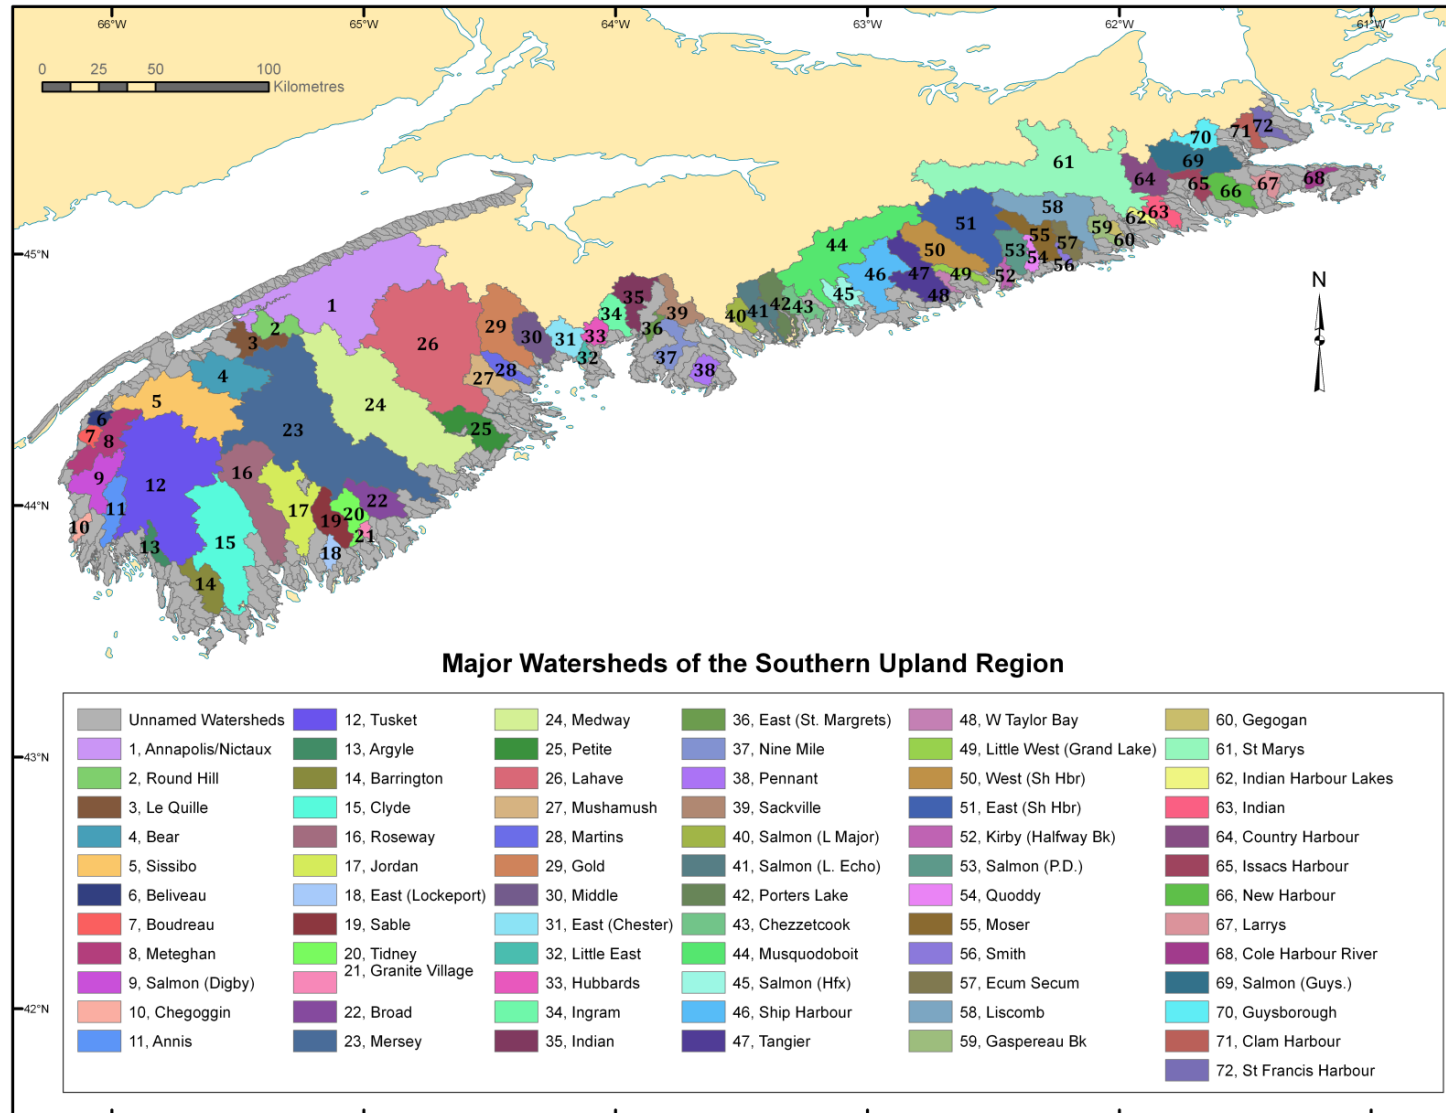 66°W 65°W 64°W 63°W 62°W 61°W
0 25 50 100
Kilometres
45°N
44°N
43°N
42°N
N
72
71
70
69
61
64
65
66
67
68
58
51
62
63
59
60
44
50
53
55
57
54
56
46
47
49
52
48
45
1
35
34
39
40
41
42
43
2
3
26
29
30
31
33
32
36
37
38
4
27
28
5
24
25
6
7
8
23
9
12
16
11
10
17
19
20
22
21
13
15
18
14
Major Watersheds of the Southern Upland Region
Unnamed Watersheds
1, Annapolis/Nictaux
2, Round Hill
3, Le Quille
4, Bear
5, Sissibo
6, Beliveau
7, Boudreau
8, Meteghan
9, Salmon (Digby)
10, Chegoggin
11, Annis
12, Tusket
13, Argyle
14, Barrington
15, Clyde
16, Roseway
17, Jordan
18, East (Lockeport)
19, Sable
20, Tidney
21, Granite Village
22, Broad
23, Mersey
24, Medway
25, Petite
26, Lahave
27, Mushamush
28, Martins
29, Gold
30, Middle
31, East (Chester)
32, Little East
33, Hubbards
34, Ingram
35, Indian
36, East (St. Margrets)
37, Nine Mile
38, Pennant
39, Sackville
40, Salmon (L Major)
41, Salmon (L. Echo)
42, Porters Lake
43, Chezzetcook
44, Musquodoboit
45, Salmon (Hfx)
46, Ship Harbour
47, Tangier
48, W Taylor Bay
49, Little West (Grand Lake)
50, West (Sh Hbr)
51, East (Sh Hbr)
52, Kirby (Halfway Bk)
53, Salmon (P.D.)
54, Quoddy
55, Moser
56, Smith
57, Ecum Secum
58, Liscomb
59, Gaspereau Bk
60, Gegogan
61, St Marys
62, Indian Harbour Lakes
63, Indian
64, Country Harbour
65, Issacs Harbour
66, New Harbour
67, Larrys
68, Cole Harbour River
69, Salmon (Guys.)
70, Guysborough
71, Clam Harbour
72, St Francis Harbour